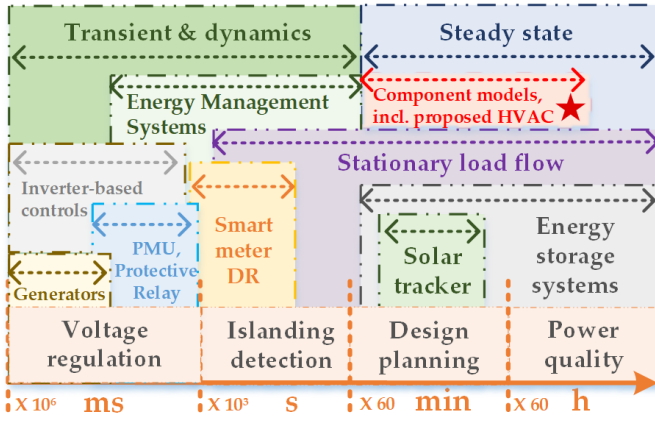 Transient & dynamics
Steady state
Energy Management
Systems
Component models,
incl. proposed HVAC
Stationary load flow
Inverter-based
controls
PMU,
Protective
Relay
Smart
meter
DR
Solar
tracker
Energy
storage
systems
Generators
Voltage
regulation
Islanding
detection
Design
planning
Power
quality
X 10⁶ ms
X 10³ s
X 60 min
X 60 h